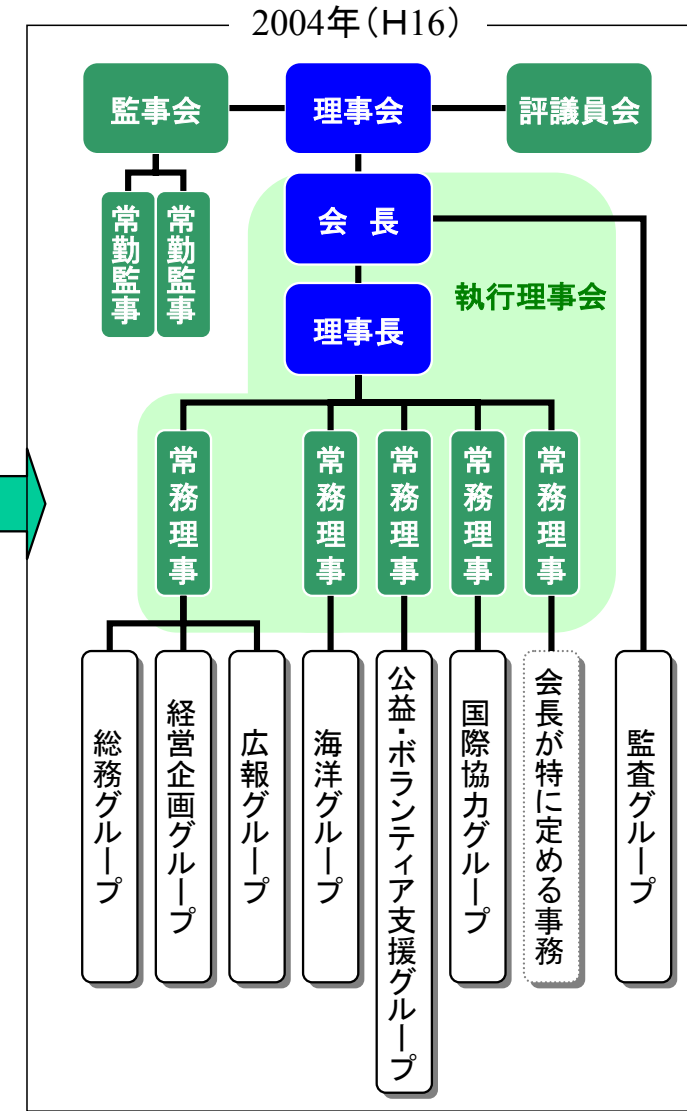 2004年(H16)
監事会
理事会
評議員会
常勤監事
常勤監事
会 長
執行理事会
理事長
常務理事
常務理事
常務理事
常務理事
常務理事
総務グループ
経営企画グループ
広報グループ
海洋グループ
公益・ボランティア支援グループ
国際協力グループ
会長が特に定める事務
監査グループ